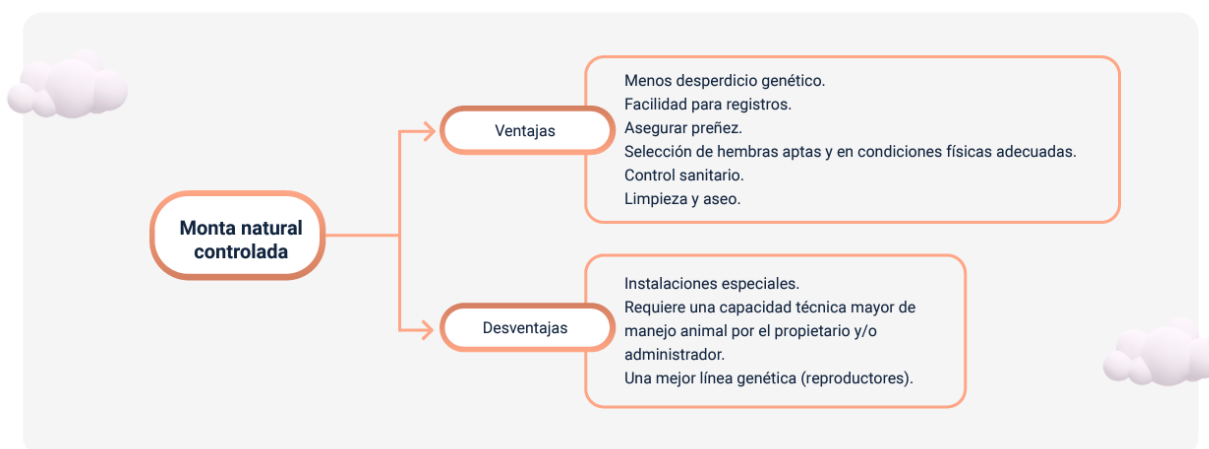 Monta natural
controlada
Ventajas
Menos desperdicio genético.
Facilidad para registros.
Asegurar preñez.
Selección de hembras aptas y en condiciones físicas adecuadas.
Control sanitario.
Limpieza y aseo.
Desventajas
Instalaciones especiales.
Requiere una capacidad técnica mayor de
manejo animal por el propietario y/o
administrador.
Una mejor línea genética (reproductores).